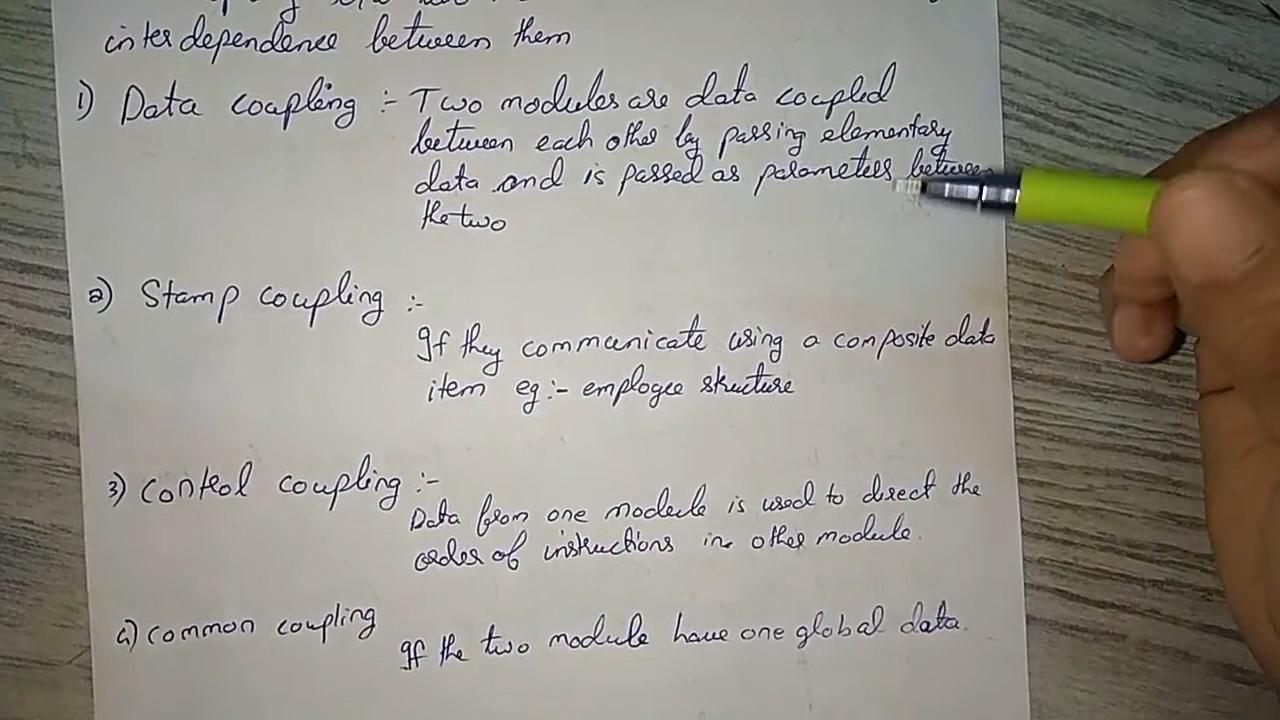 interdependence between them
1) Data coupling :- Two modules are data coupled
between each other by passing elementary
data and is passed as parameters between
the two
2) Stamp coupling :-
If they communicate using a composite data
item eg:- employee structure
3) Control coupling :-
Data from one module is used to direct the
order of instructions in other module.
4) Common coupling
If the two module have one global data.